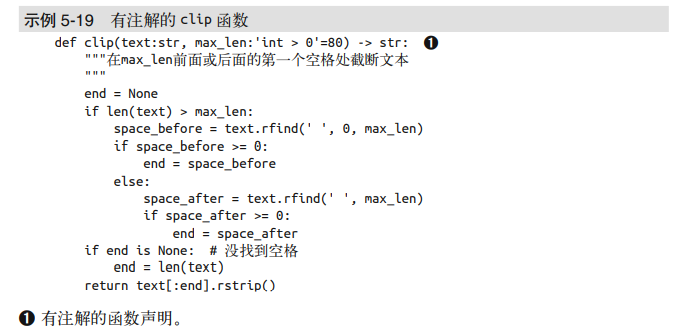 示例 5-19 有注解的 clip 函数
def clip(text:str, max_len:'int > 0'=80) -> str: ❶
    """在max_len前面或后面的第一个空格处截断文本
    """
    end = None
    if len(text) > max_len:
        space_before = text.rfind(' ', 0, max_len)
        if space_before >= 0:
            end = space_before
        else:
            space_after = text.rfind(' ', max_len)
            if space_after >= 0:
                end = space_after
    if end is None:  # 没找到空格
        end = len(text)
    return text[:end].rstrip()
❶ 有注解的函数声明。